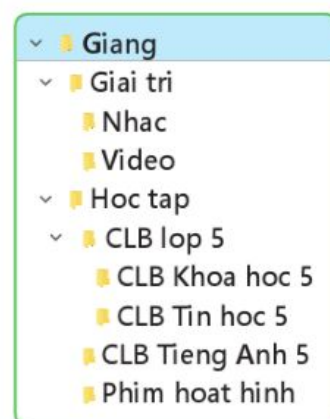 Giang
Giai tri
Nhac
Video
Hoc tap
CLB lop 5
CLB Khoa hoc 5
CLB Tin hoc 5
CLB Tieng Anh 5
Phim hoat hinh